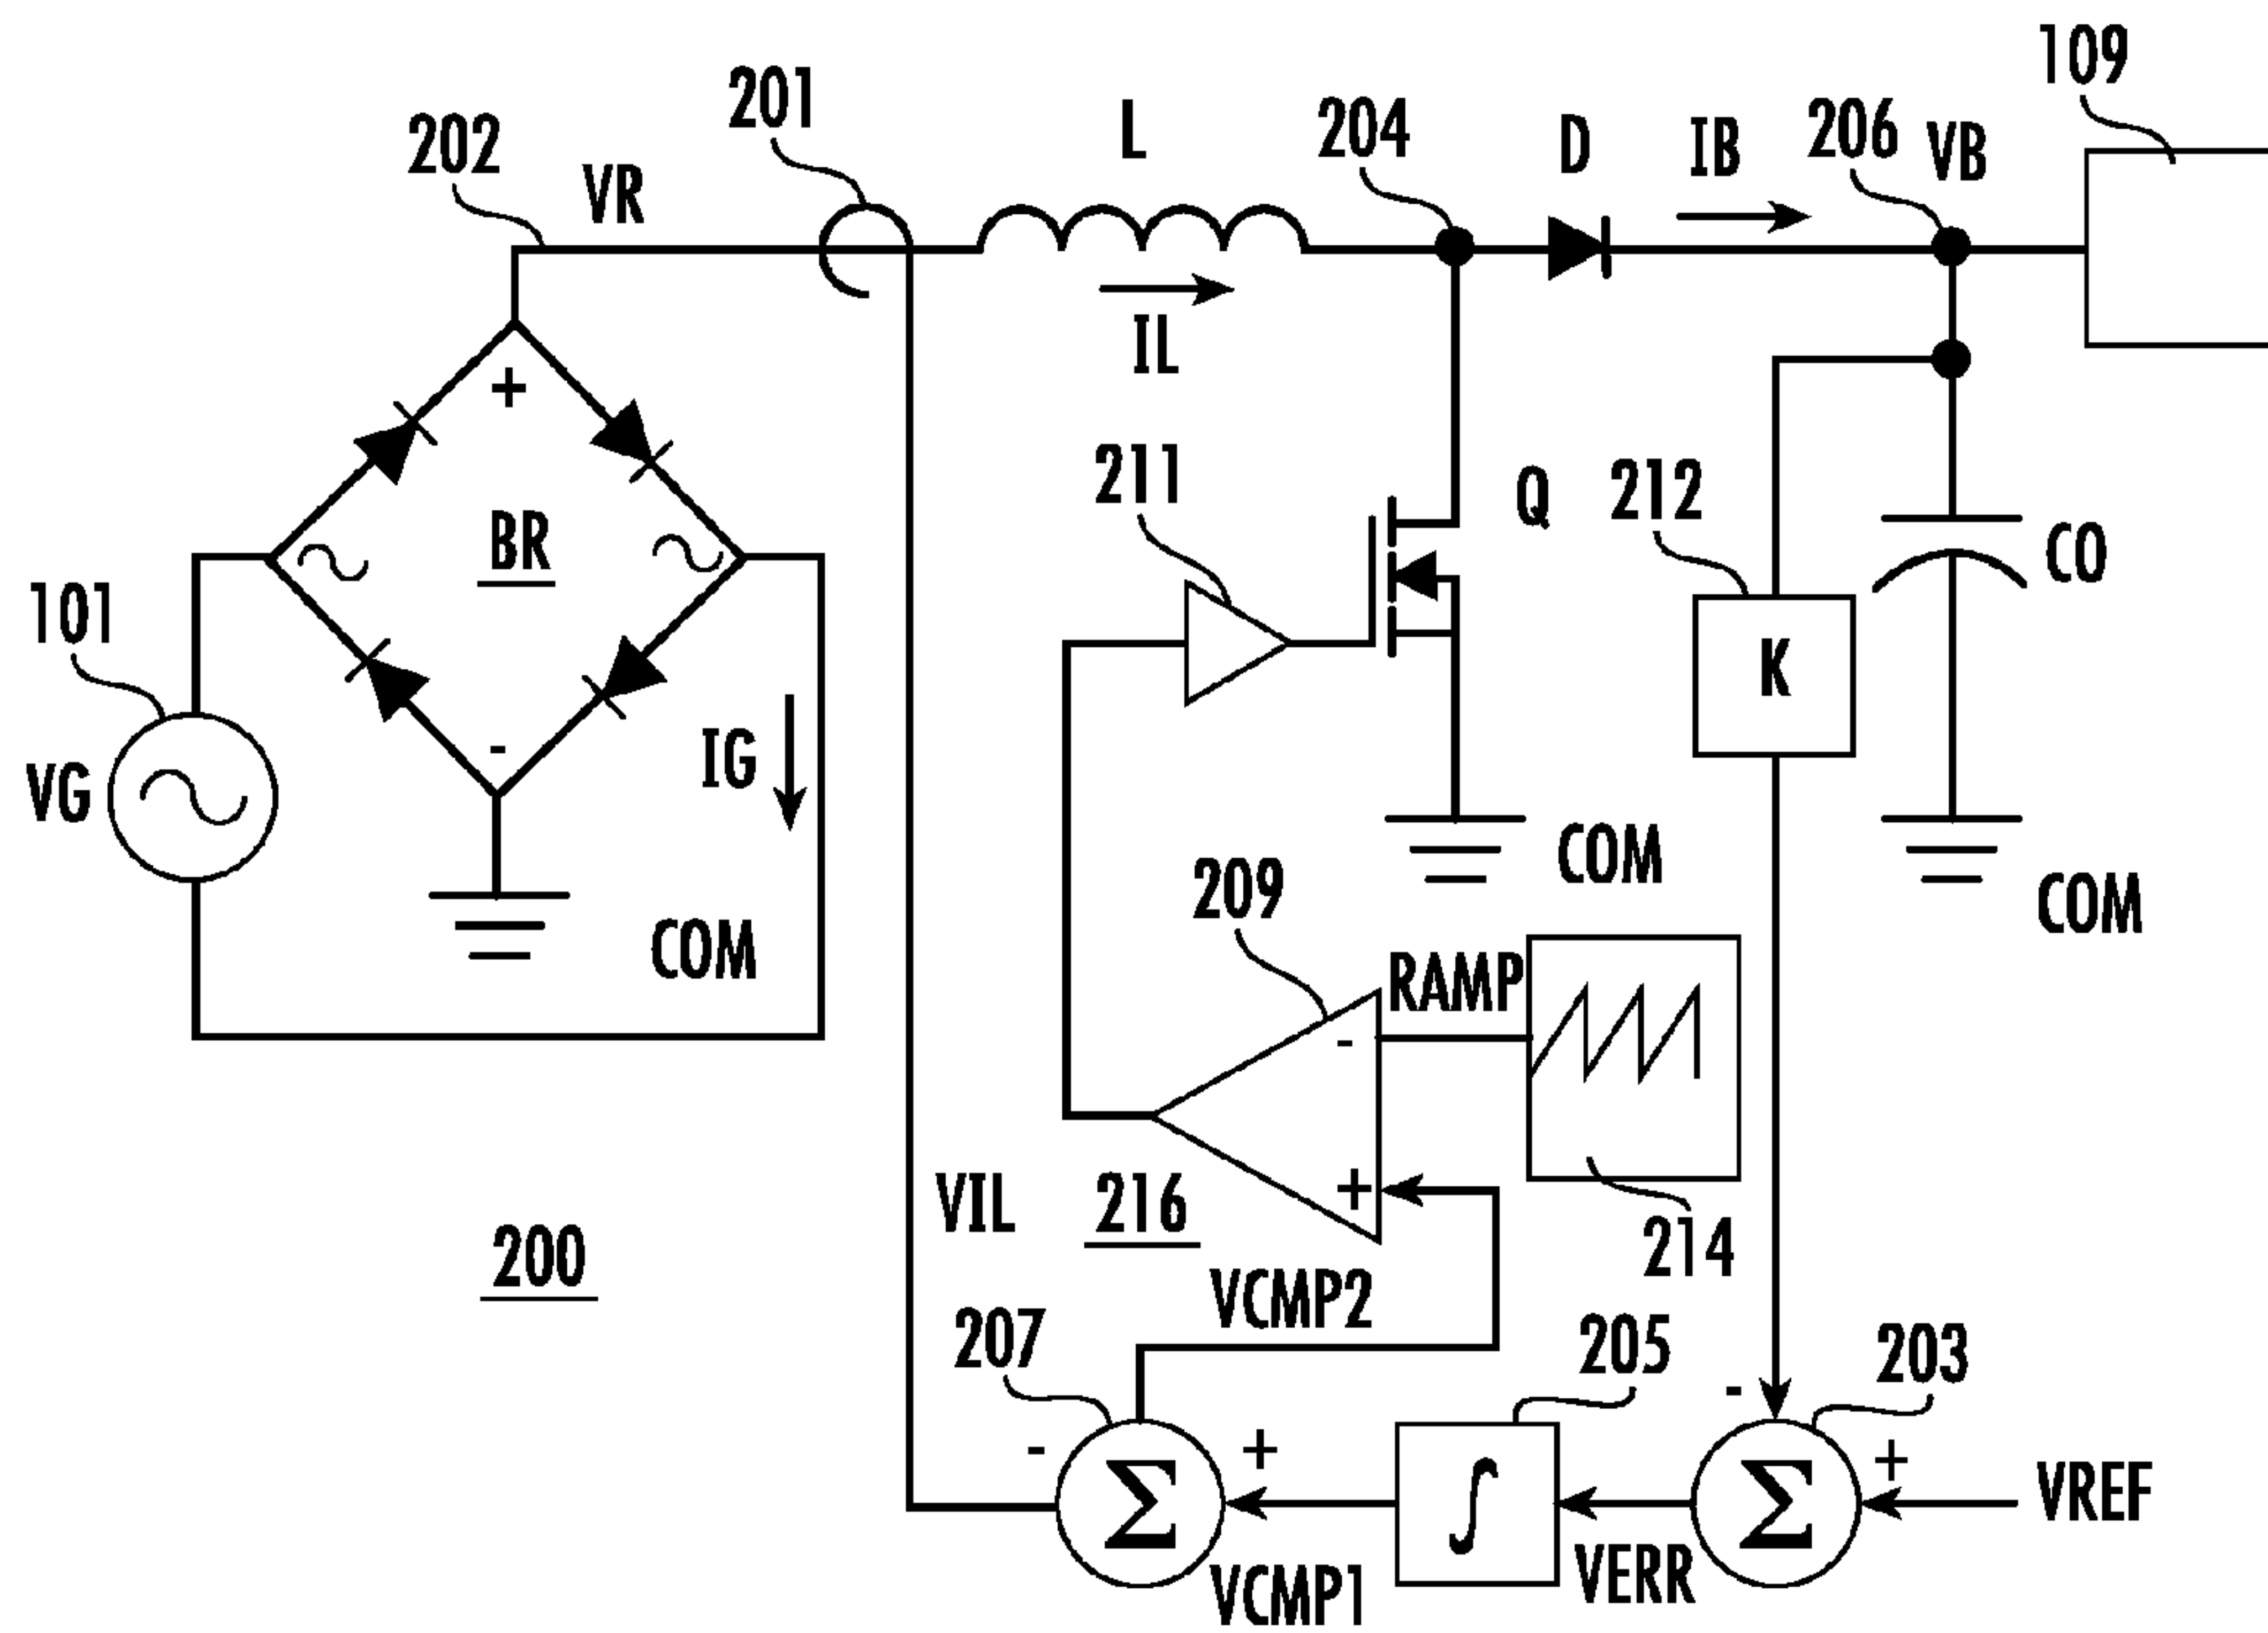 109
201
L
204
D
IB
206
VB
202
VR
IL
+
211
Q
212
CO
BR
101
K
-
IG
VG
COM
209
COM
COM
RAMP
-
VIL
216
+
214
200
VCMP2
207
205
203
-
-
+
+
Σ
∫
Σ
VREF
VCMP1
VERR